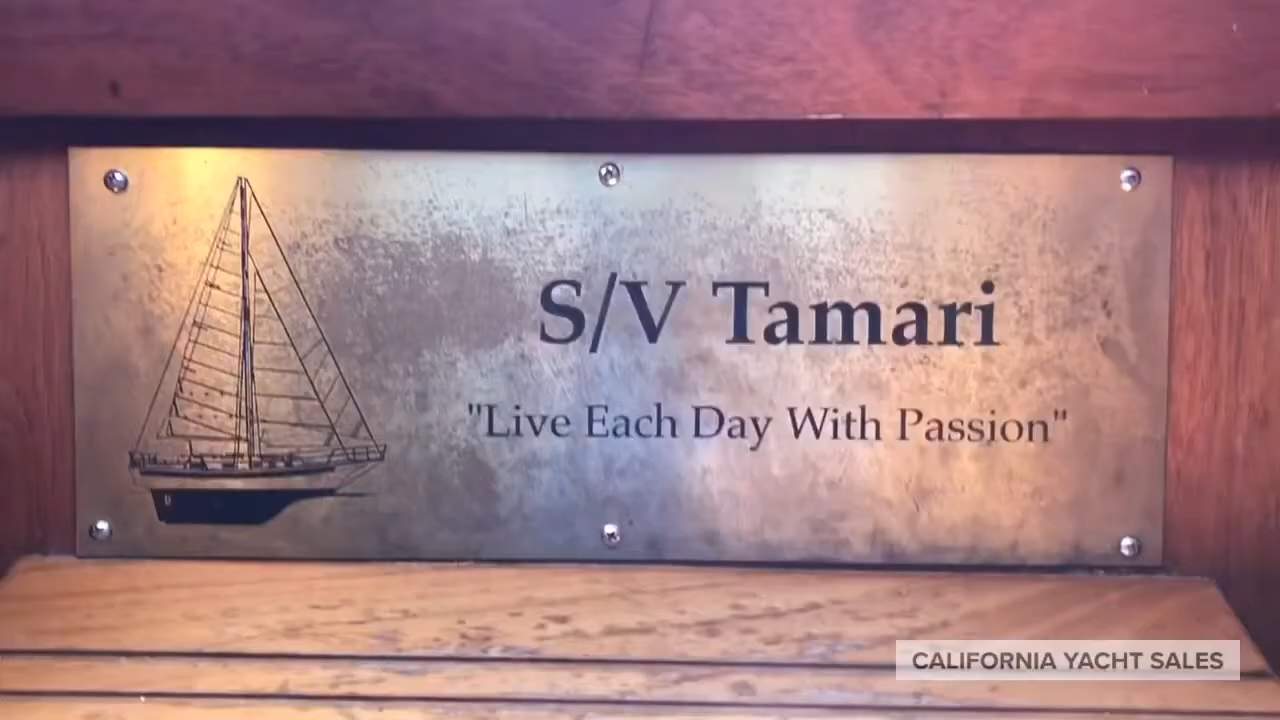 S/V Tamari
"Live Each Day With Passion"
CALIFORNIA YACHT SALES